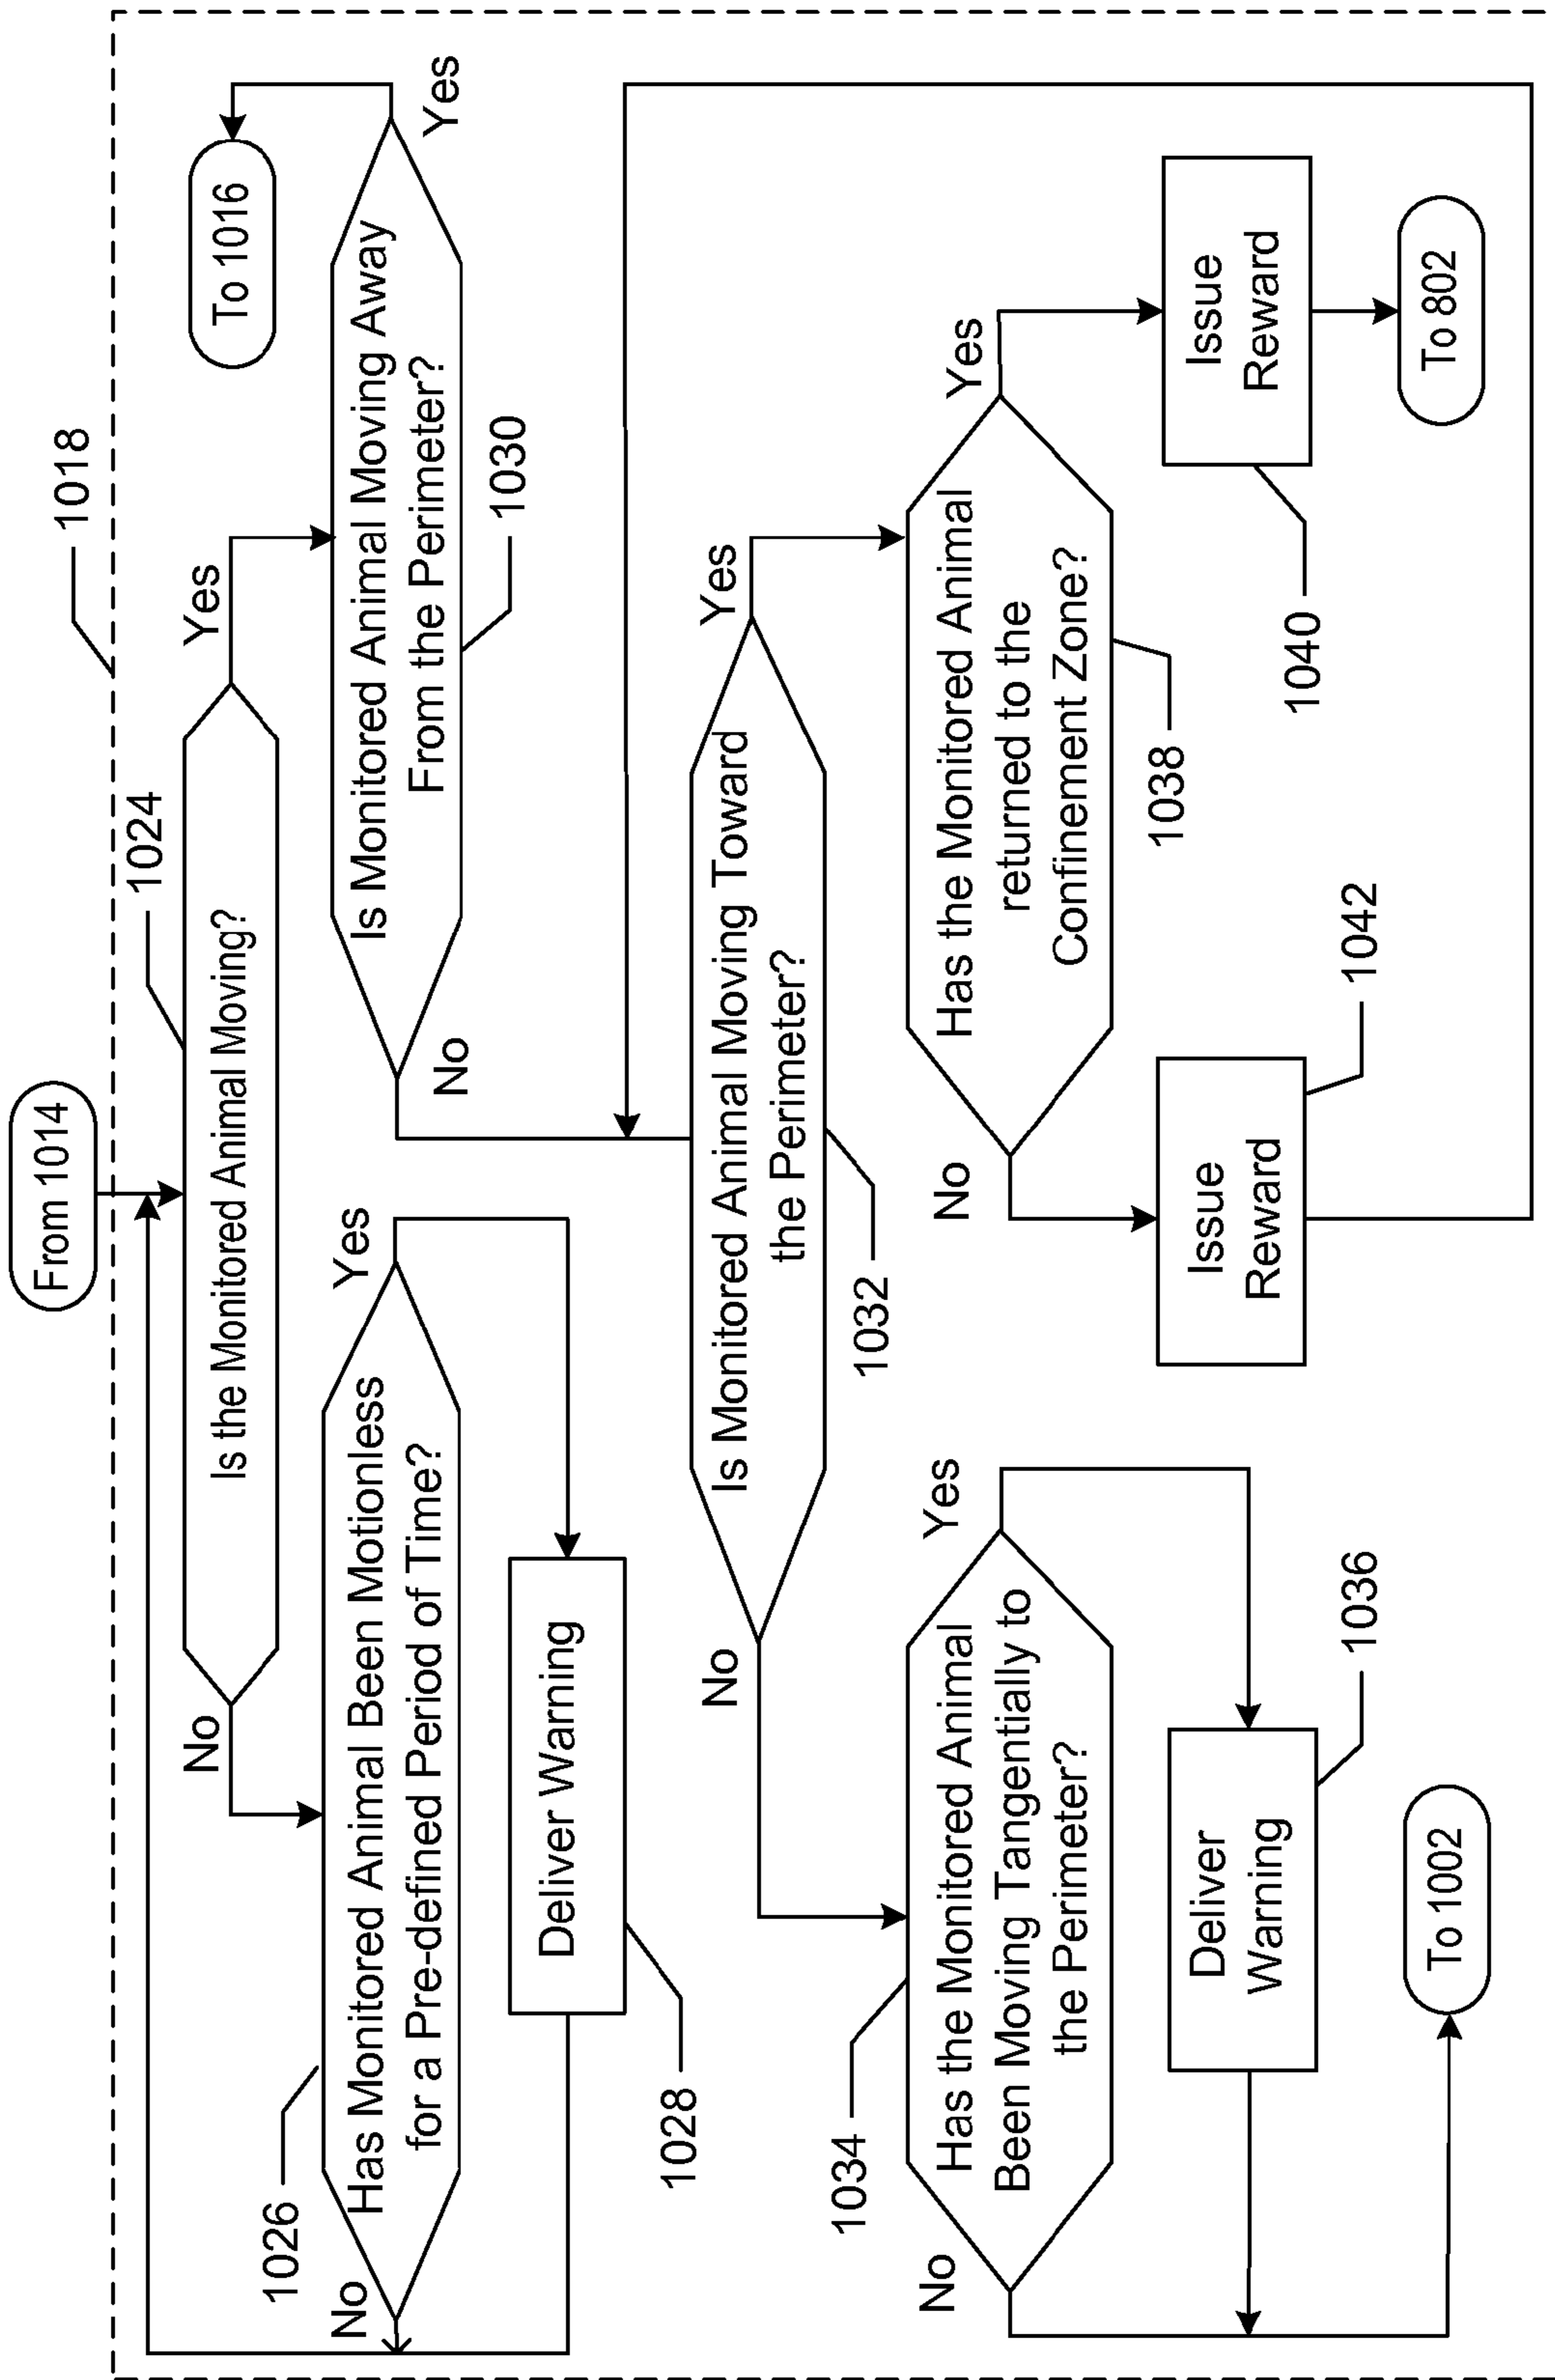 From 1014
1018
1024
Is the Monitored Animal Moving?
No
Yes
1026
Has Monitored Animal Been Motionless
for a Pre-defined Period of Time?
No
Yes
To 1016
Is Monitored Animal Moving Away
From the Perimeter?
No
Yes
1030
Deliver Warning
1028
Is Monitored Animal Moving Toward
the Perimeter?
No
Yes
1032
1034
Has the Monitored Animal
Been Moving Tangentially to
the Perimeter?
No
Yes
Has the Monitored Animal
returned to the
Confinement Zone?
No
Yes
1038
Deliver
Warning
1036
To 1002
Issue
Reward
1042
Issue
Reward
1040
To 802